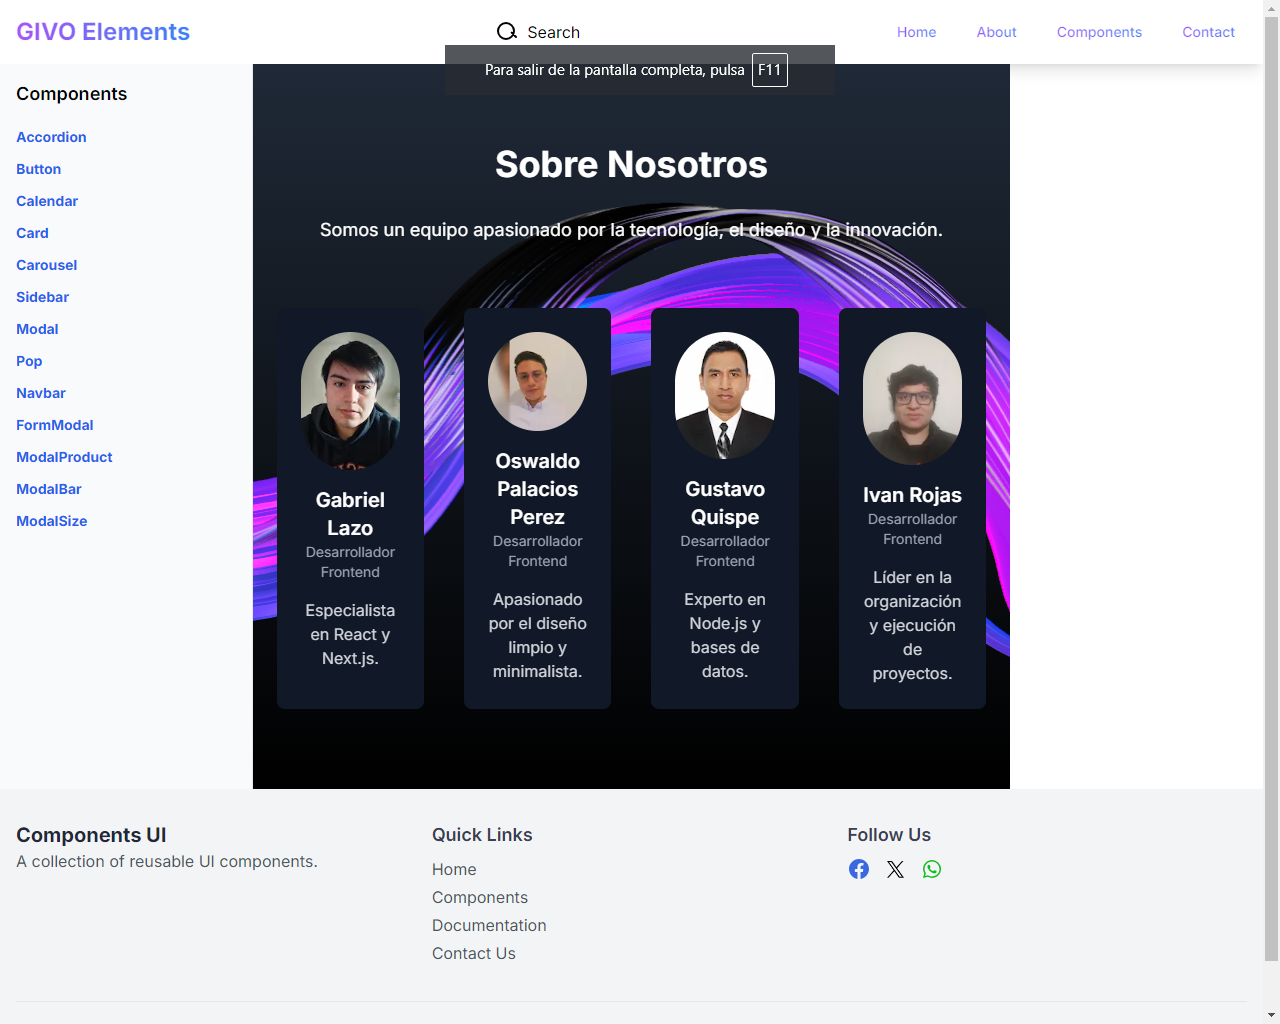 GIVO Elements
Search
Home
About
Components
Contact
Para salir de la pantalla completa, pulsa F11
Components
Accordion
Button
Calendar
Card
Carousel
Sidebar
Modal
Pop
Navbar
FormModal
ModalProduct
ModalBar
ModalSize
Sobre Nosotros
Somos un equipo apasionado por la tecnología, el diseño y la innovación.
Gabriel
Lazo
Desarrollador
Frontend
Especialista
en React y
Next.js.
Oswaldo
Palacios
Perez
Desarrollador
Frontend
Apasionado
por el diseño
limpio y
minimalista.
Gustavo
Quispe
Desarrollador
Frontend
Experto en
Node.js y
bases de
datos.
Ivan Rojas
Desarrollador
Frontend
Líder en la
organización
y ejecución
de
proyectos.
Components UI
A collection of reusable UI components.
Quick Links
Home
Components
Documentation
Contact Us
Follow Us